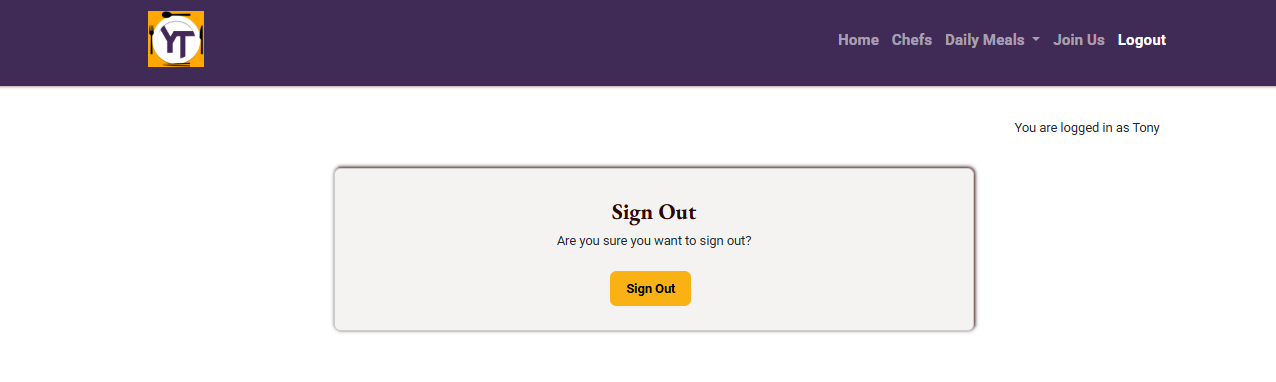 YT
Home Chefs Daily Meals Join Us Logout
You are logged in as Tony
Sign Out
Are you sure you want to sign out?
Sign Out